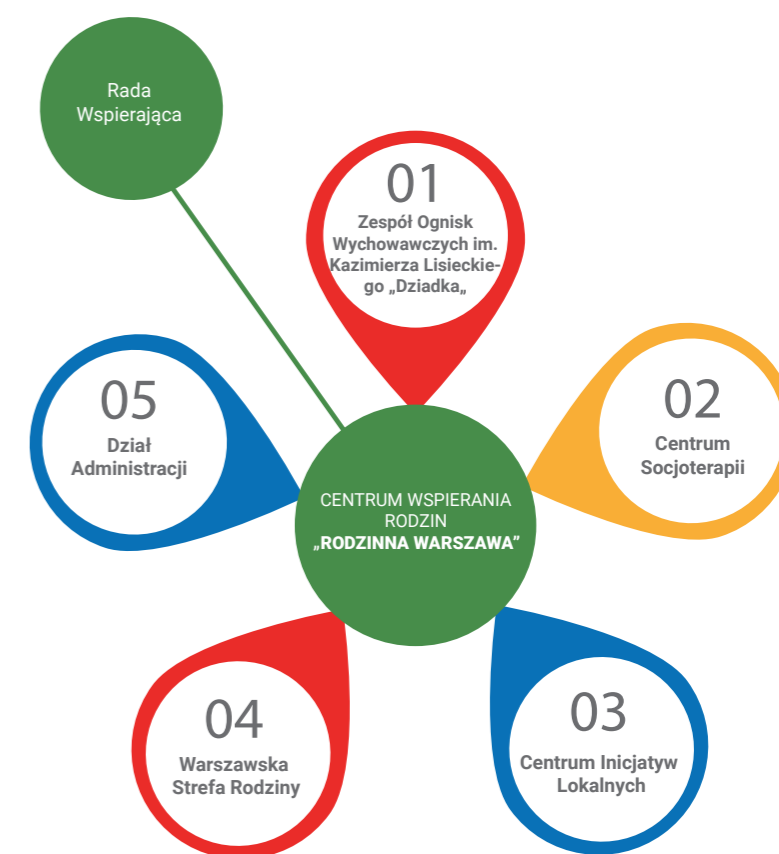 Rada
Wspierająca
01
Zespół Ognisk
Wychowawczych im.
Kazimierza Lisieckie-
go „Dziadka„
02
Centrum
Socjoterapii
03
Centrum Inicjatyw
Lokalnych
04
Warszawska
Strefa Rodziny
05
Dział
Administracji
CENTRUM WSPIERANIA
RODZIN
„RODZINNA WARSZAWA”